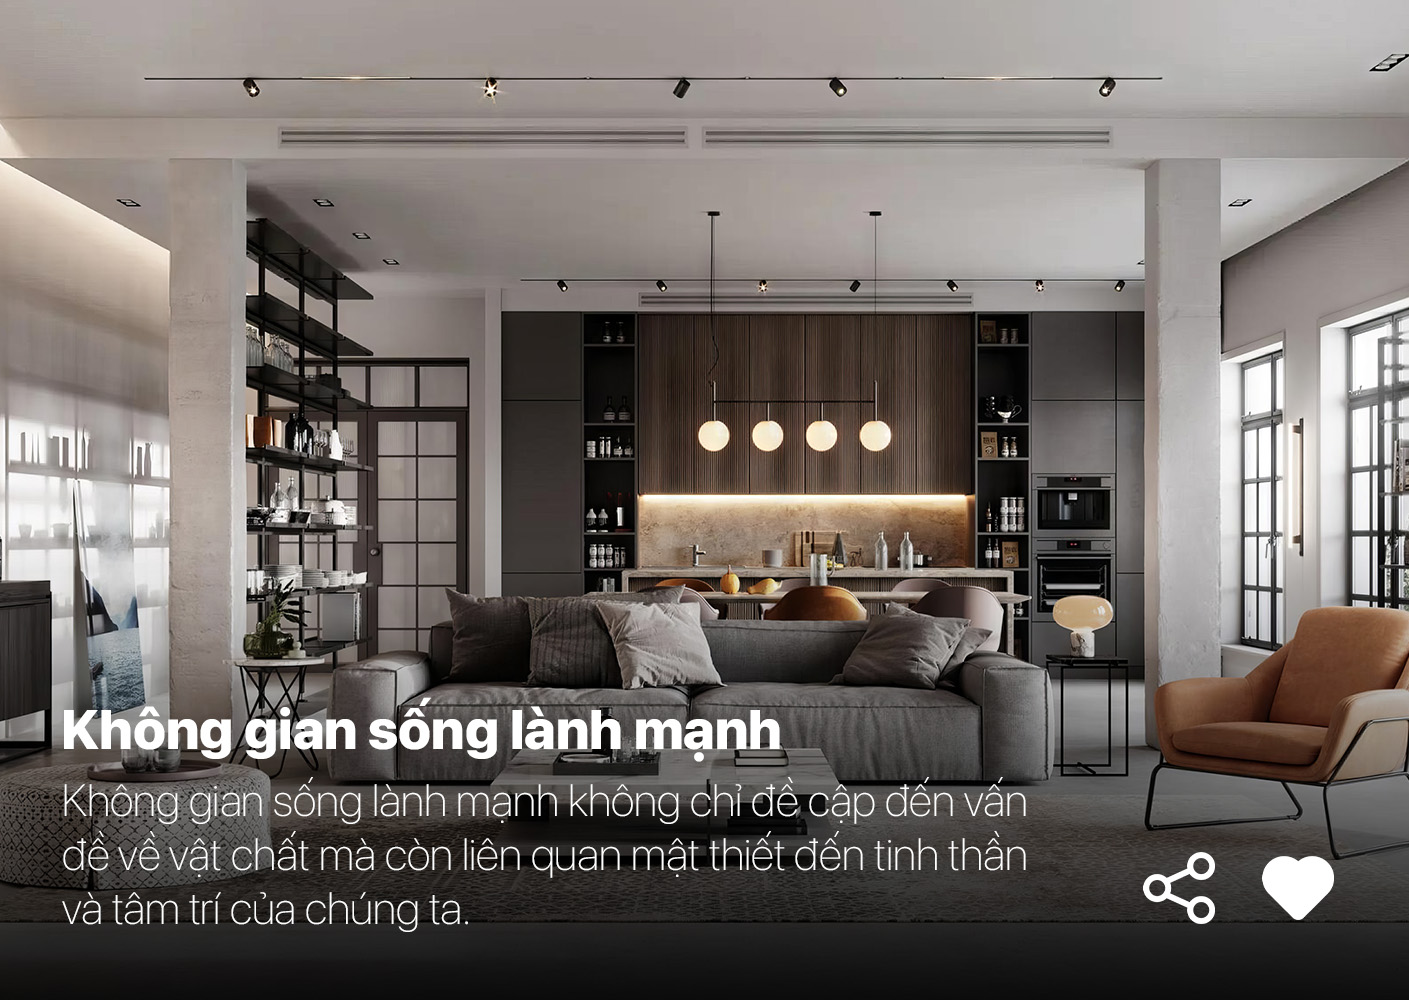 Không gian sống lành mạnh
Không gian sống lành mạnh không chỉ đề cập đến vấn
đề về vật chất mà còn liên quan mật thiết đến tinh thần
và tâm trí của chúng ta.